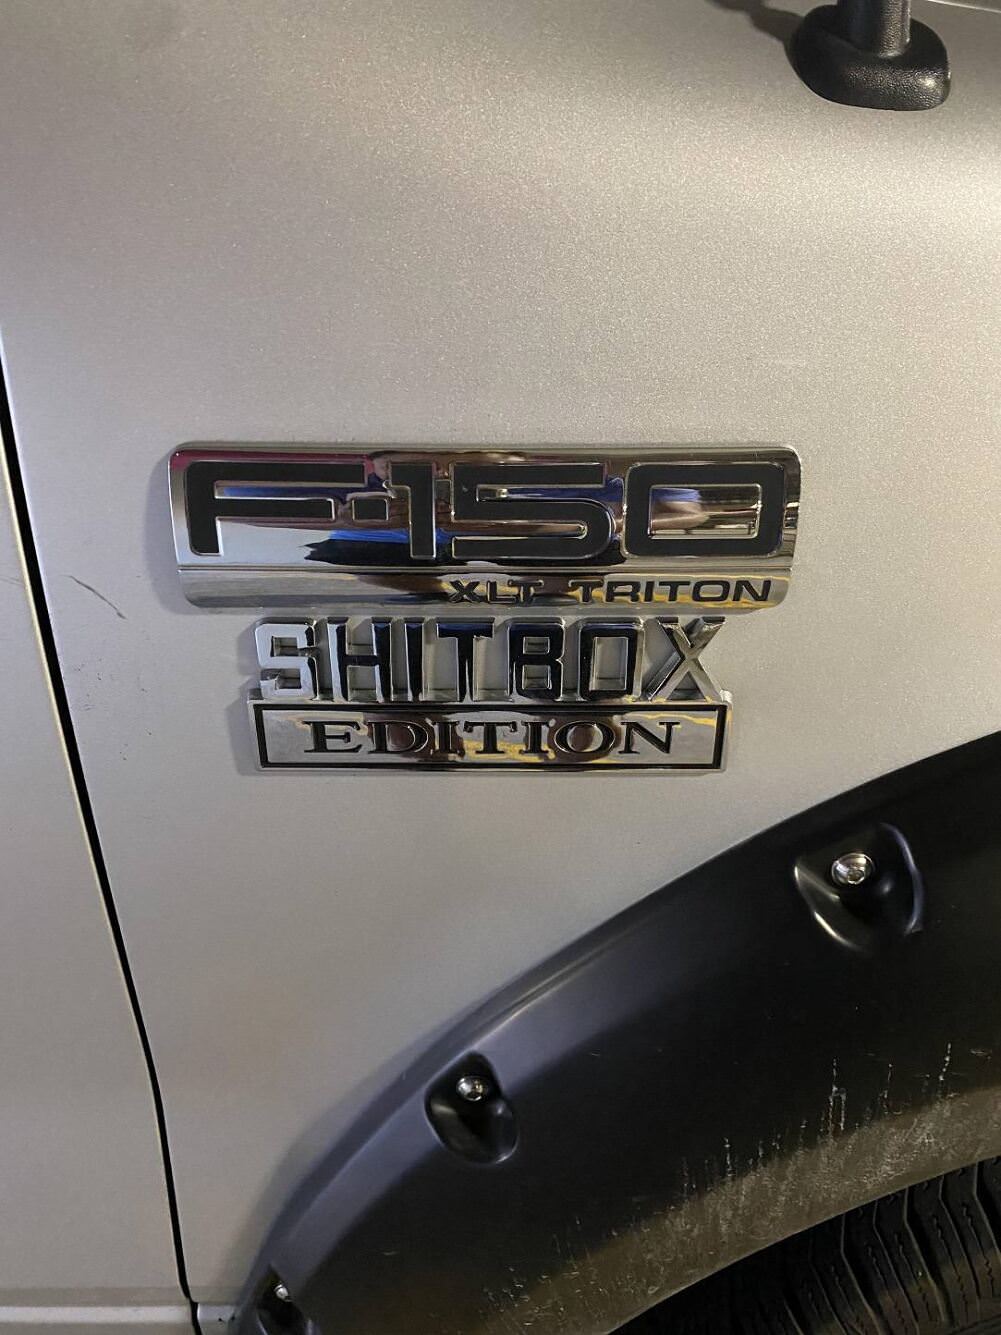 F-150
XLT TRITON
SHITBOX
EDITION